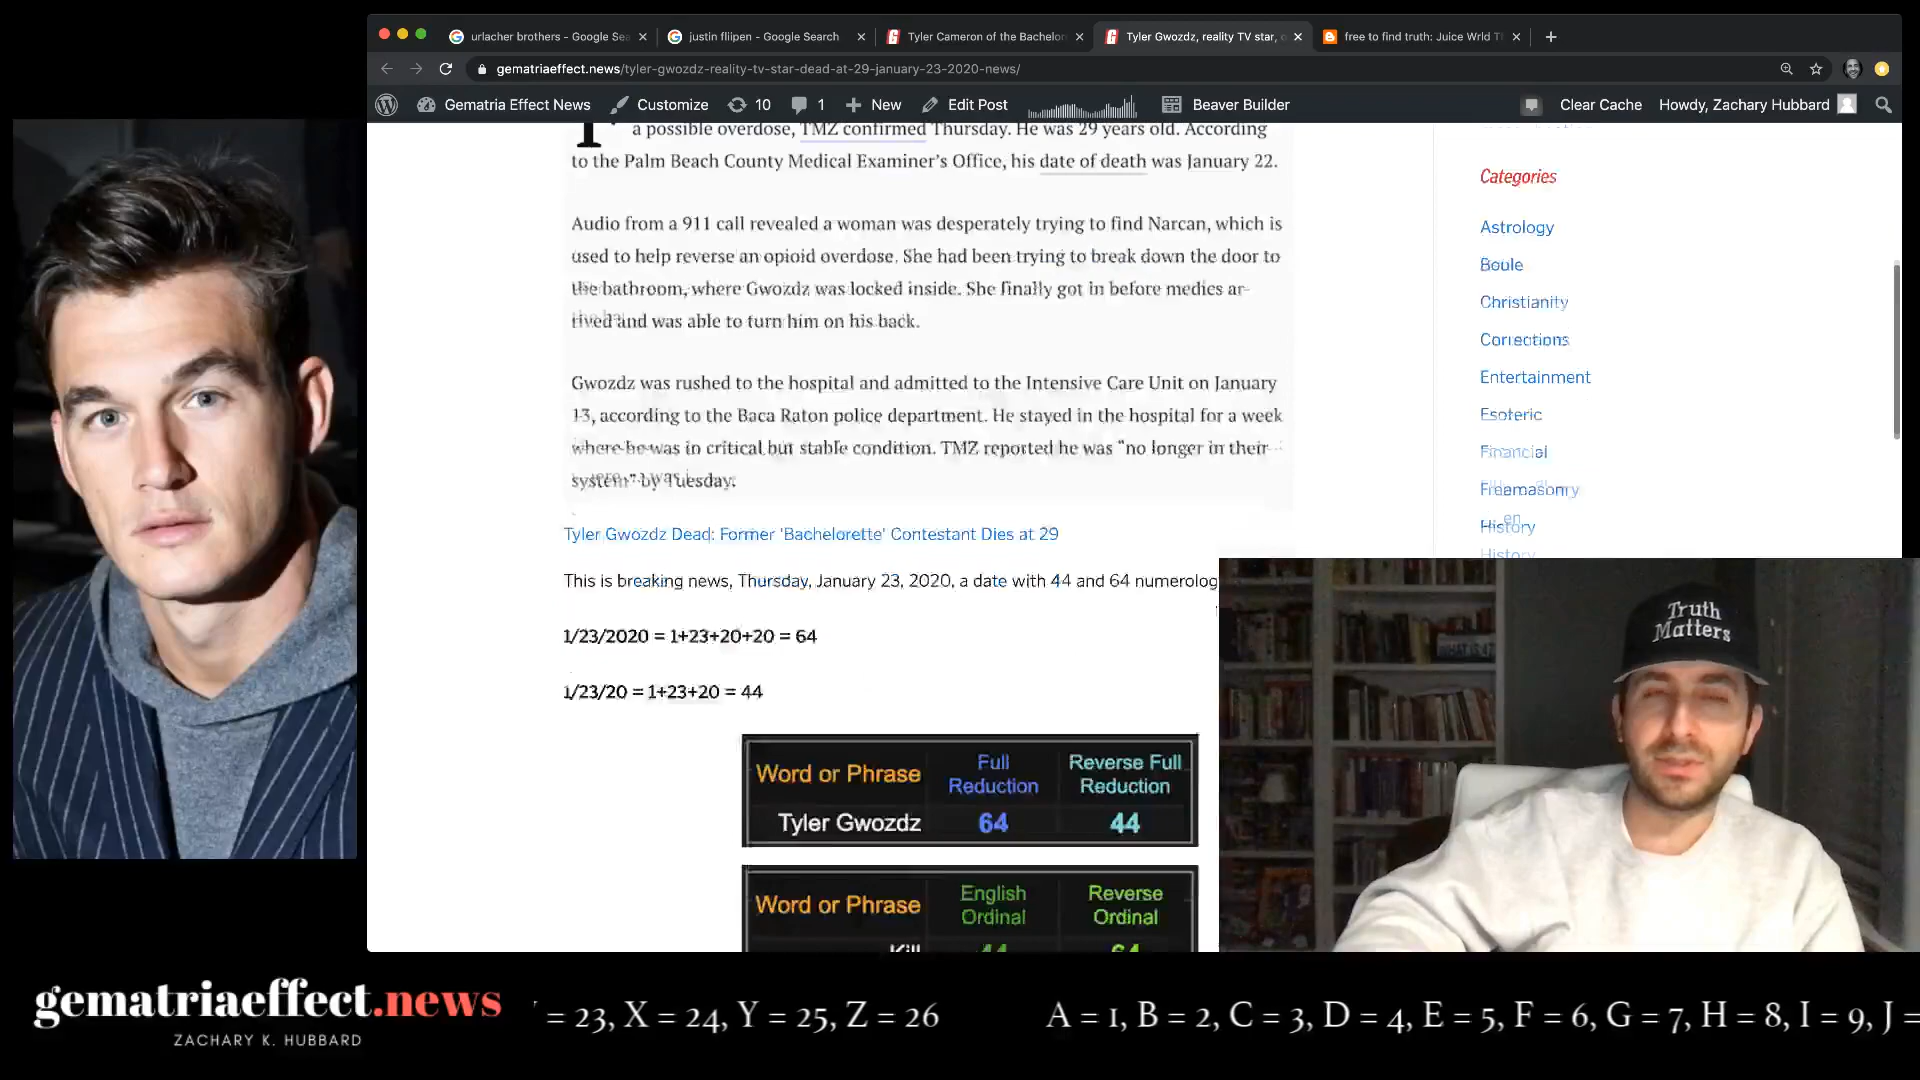 urlacher brothers - Google Sea
justin fliipen - Google Search
Tyler Cameron of the Bachelor
Tyler Gwozdz, reality TV star,
free to find truth: Juice Wrld
gematriaeffect.news/tyler-gwozdz-reality-tv-star-dead-at-29-january-23-2020-news/
Gematria Effect News
Customize
10
1
New
Edit Post
Beaver Builder
Clear Cache
Howdy, Zachary Hubbard
a possible overdose, TMZ confirmed Thursday. He was 29 years old. According
to the Palm Beach County Medical Examiner's Office, his date of death was January 22.
Audio from a 911 call revealed a woman was desperately trying to find Narcan, which is
used to help reverse an opioid overdose. She had been trying to break down the door to
the bathroom, where Gwozdz was locked inside. She finally got in before medics ar-
rived and was able to turn him on his back.
Gwozdz was rushed to the hospital and admitted to the Intensive Care Unit on January
13, according to the Baca Raton police department. He stayed in the hospital for a week
where he was in critical but stable condition. TMZ reported he was "no longer in their
system" by Tuesday.
Tyler Gwozdz Dead: Former 'Bachelorette' Contestant Dies at 29
This is breaking news, Thursday, January 23, 2020, a date with 44 and 64 numerolog
1/23/2020 = 1+23+20+20 = 64
1/23/20 = 1+23+20 = 44
Word or Phrase
Full Reduction
Reverse Full Reduction
Tyler Gwozdz
64
44
Word or Phrase
English Ordinal
Reverse Ordinal
Kill
44
64
Categories
Astrology
Boule
Christianity
Corrections
Entertainment
Esoteric
Financial
Freemasonry
History
Truth
Matters
gematriaeffect.news
ZACHARY K. HUBBARD
= 23, X = 24, Y = 25, Z = 26
A = 1, B = 2, C = 3, D = 4, E = 5, F = 6, G = 7, H = 8, I = 9, J =